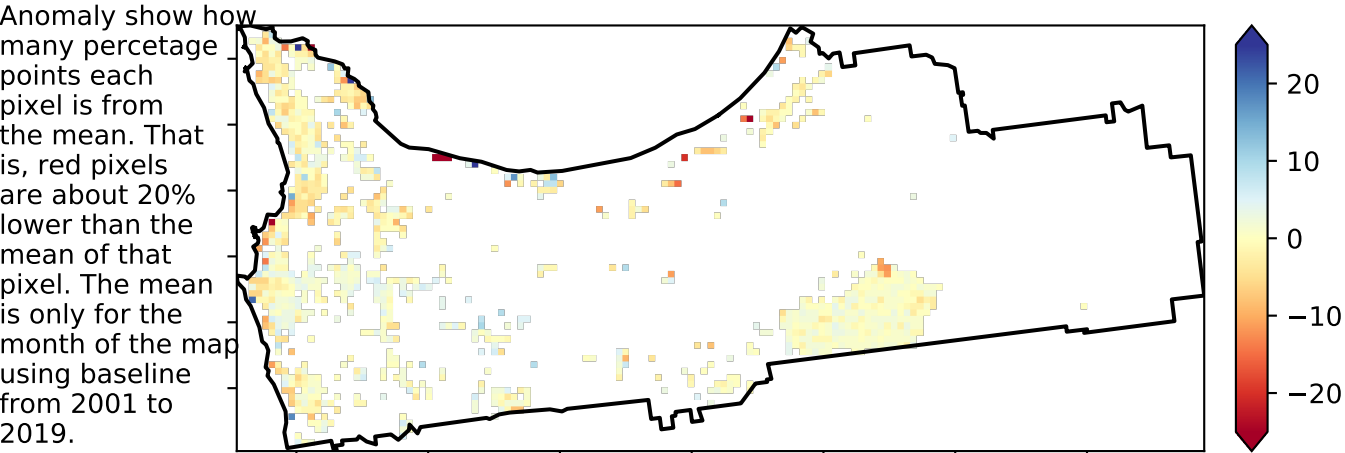 Anomaly show how
many percetage
points each
pixel is from
the mean. That
is, red pixels
are about 20%
lower than the
mean of that
pixel. The mean
is only for the
month of the map
using baseline
from 2001 to
2019.
20
10
0
−10
−20